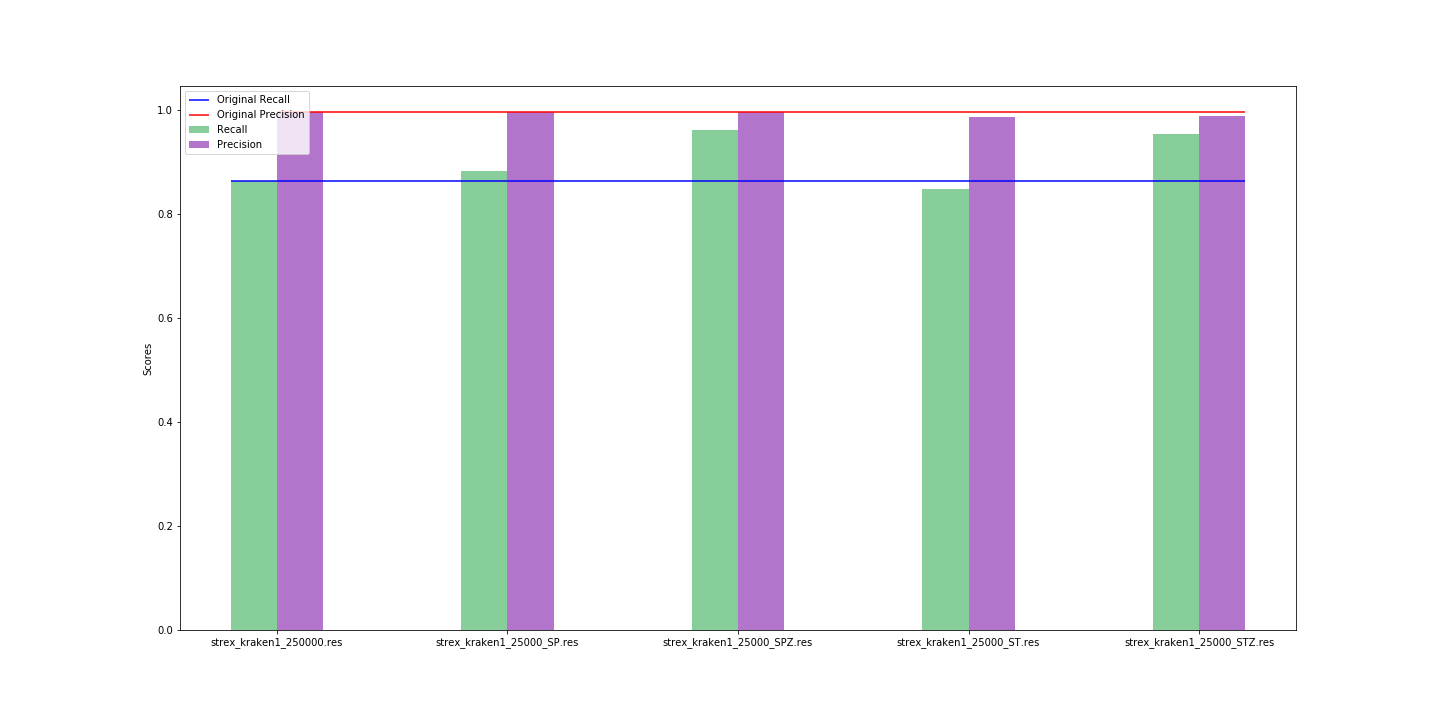 Original Recall
Original Precision
Recall
Precision
1.0
0.8
0.6
0.4
0.2
0.0
Scores
strex_kraken1_250000.res strex_kraken1_25000_SP.res strex_kraken1_25000_SPZ.res strex_kraken1_25000_ST.res strex_kraken1_25000_STZ.res